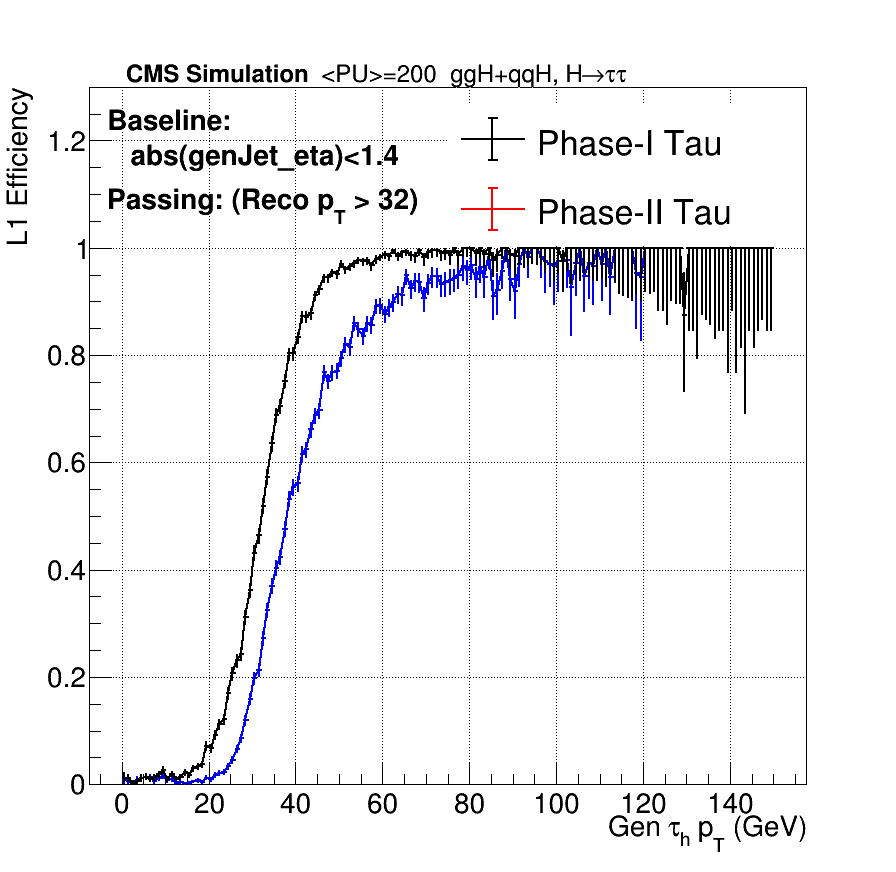 CMS Simulation <PU>=200 ggH+qqH, H→ττ
L1 Efficiency
Baseline:
abs(genJet_eta)<1.4
Passing: (Reco p_T > 32)
Phase-I Tau
Phase-II Tau
1.2
1
0.8
0.6
0.4
0.2
0
0 20 40 60 80 100 120 140
Gen τ_h p_T (GeV)